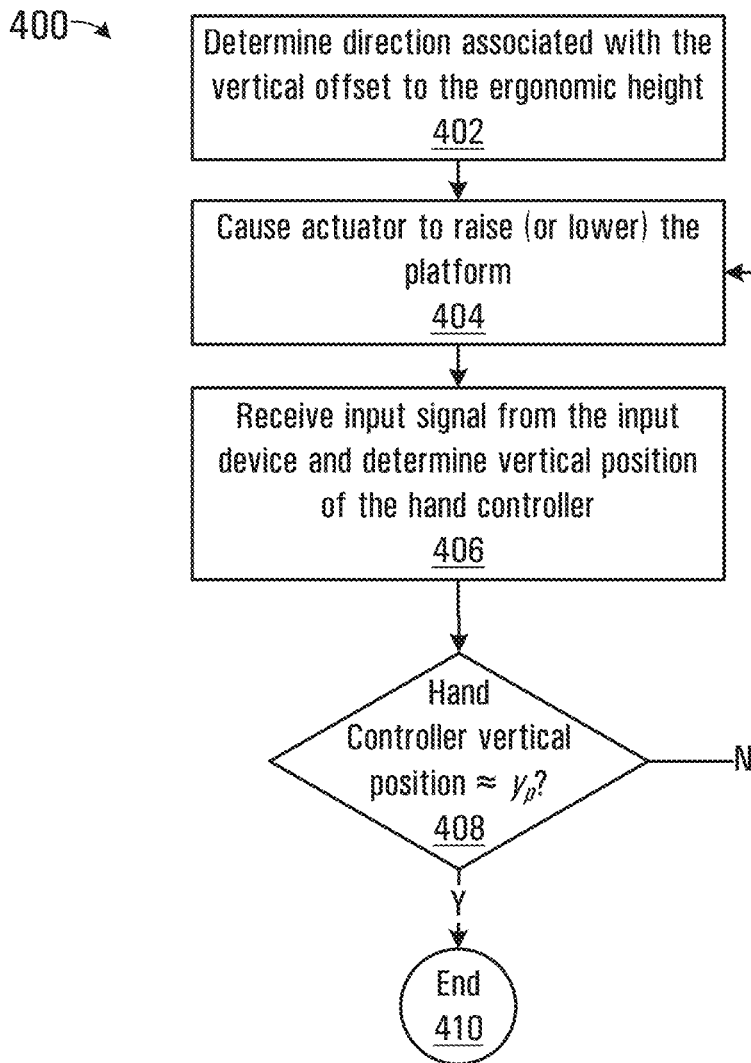 400
Determine direction associated with the
vertical offset to the ergonomic height
402
Cause actuator to raise (or lower) the
platform
404
Receive input signal from the input
device and determine vertical position
of the hand controller
406
Hand
Controller vertical
position ≈ yₚ?
408
N
Y
End
410